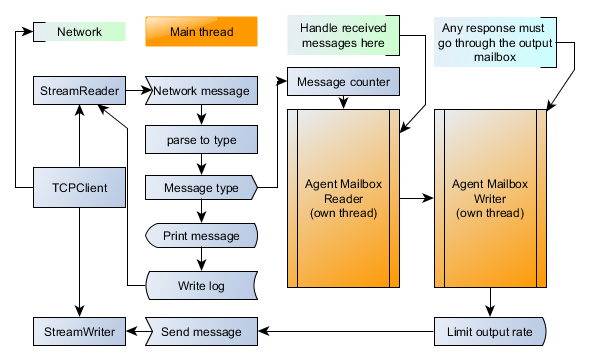 Network
Main thread
Handle received
messages here
Any response must
go through the output
mailbox
StreamReader
Network message
Message counter
parse to type
TCPClient
Message type
Agent Mailbox
Reader
(own thread)
Agent Mailbox
Writer
(own thread)
Print message
Write log
StreamWriter
Send message
Limit output rate